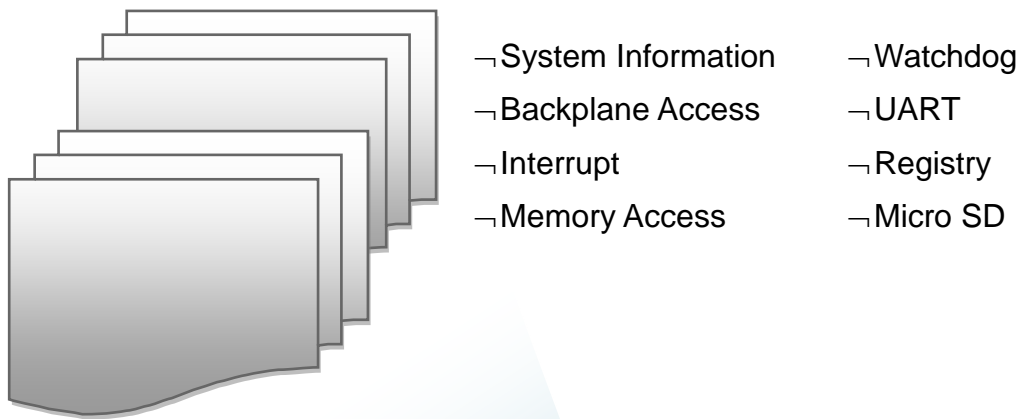 ¬System Information
¬Backplane Access
¬Interrupt
¬Memory Access
¬Watchdog
¬UART
¬Registry
¬Micro SD